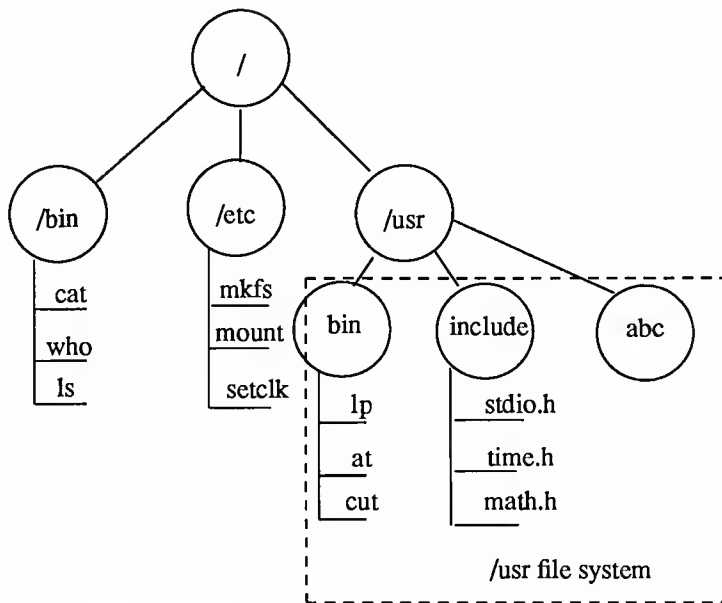 /
/bin
/etc
/usr
cat
who
ls
mkfs
mount
setclk
bin
include
abc
lp
at
cut
stdio.h
time.h
math.h
/usr file system